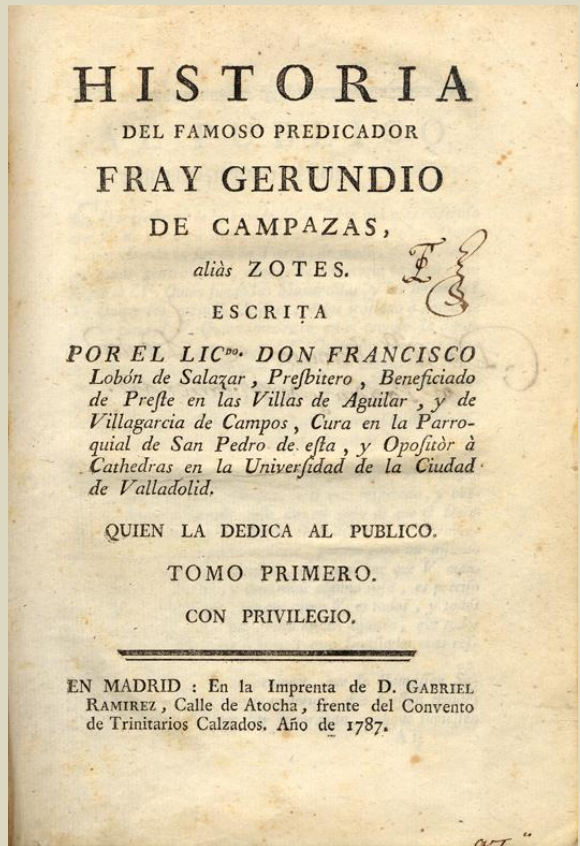 HISTORIA
DEL FAMOSO PREDICADOR
FRAY GERUNDIO
DE CAMPAZAS,
aliàs ZOTES.
ESCRITA
POR EL LIC.ᵈᵒ DON FRANCISCO
Lobón de Salazar, Preſbitero, Beneficiado
de Preſte en las Villas de Aguilar, y de
Villagarcia de Campos, Cura en la Parro-
quial de San Pedro de eſta, y Opoſitòr à
Cathedras en la Univerſidad de la Ciudad
de Valladolid.
QUIEN LA DEDICA AL PUBLICO.
TOMO PRIMERO.
CON PRIVILEGIO.
EN MADRID : En la Imprenta de D. GABRIEL
RAMIREZ, Calle de Atocha, frente del Convento
de Trinitarios Calzados. Año de 1787.